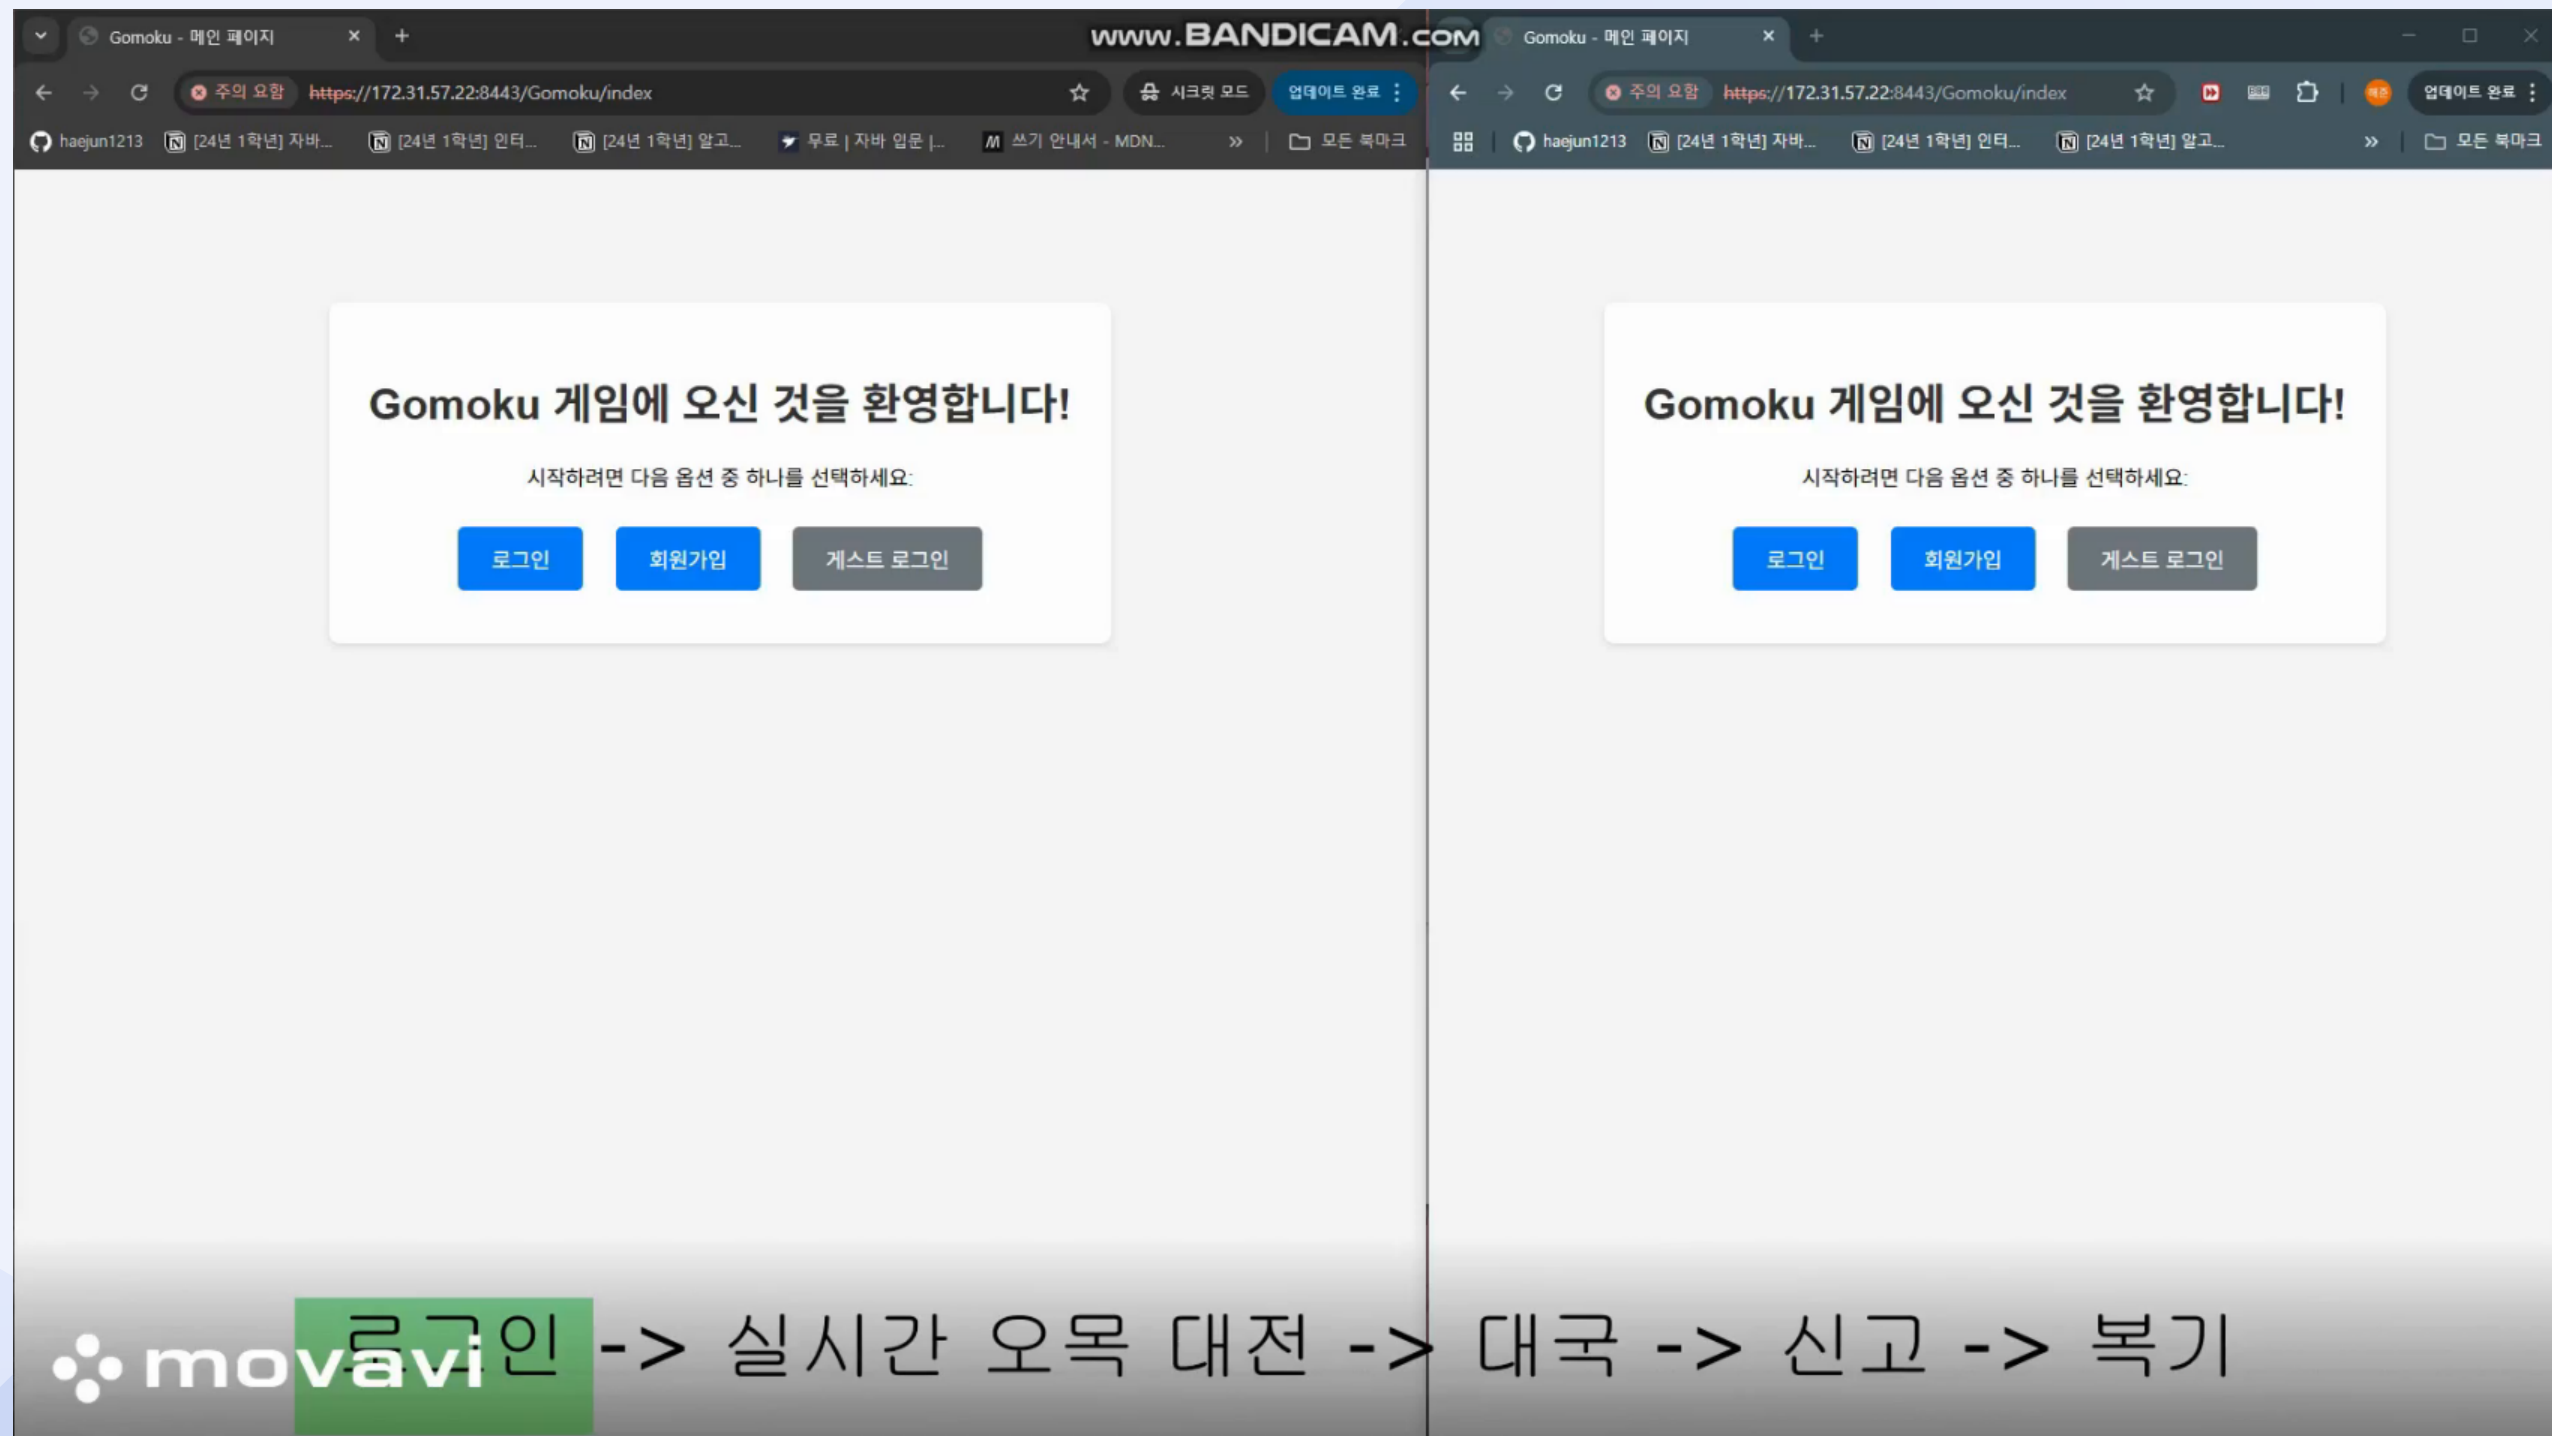 Gomoku - 메인 페이지
www.BANDICAM.com
Gomoku - 메인 페이지
주의 요함 https://172.31.57.22:8443/Gomoku/index
시크릿 모드
업데이트 완료
주의 요함 https://172.31.57.22:8443/Gomoku/index
해준
업데이트 완료
haejun1213
[24년 1학년] 자바...
[24년 1학년] 인터...
[24년 1학년] 알고...
무료 | 자바 입문 |...
쓰기 안내서 - MDN...
모든 북마크
haejun1213
[24년 1학년] 자바...
[24년 1학년] 인터...
[24년 1학년] 알고...
모든 북마크
Gomoku 게임에 오신 것을 환영합니다!
시작하려면 다음 옵션 중 하나를 선택하세요:
로그인
회원가입
게스트 로그인
Gomoku 게임에 오신 것을 환영합니다!
시작하려면 다음 옵션 중 하나를 선택하세요:
로그인
회원가입
게스트 로그인
로그인 -> 실시간 오목 대전 -> 대국 -> 신고 -> 복기
movavi